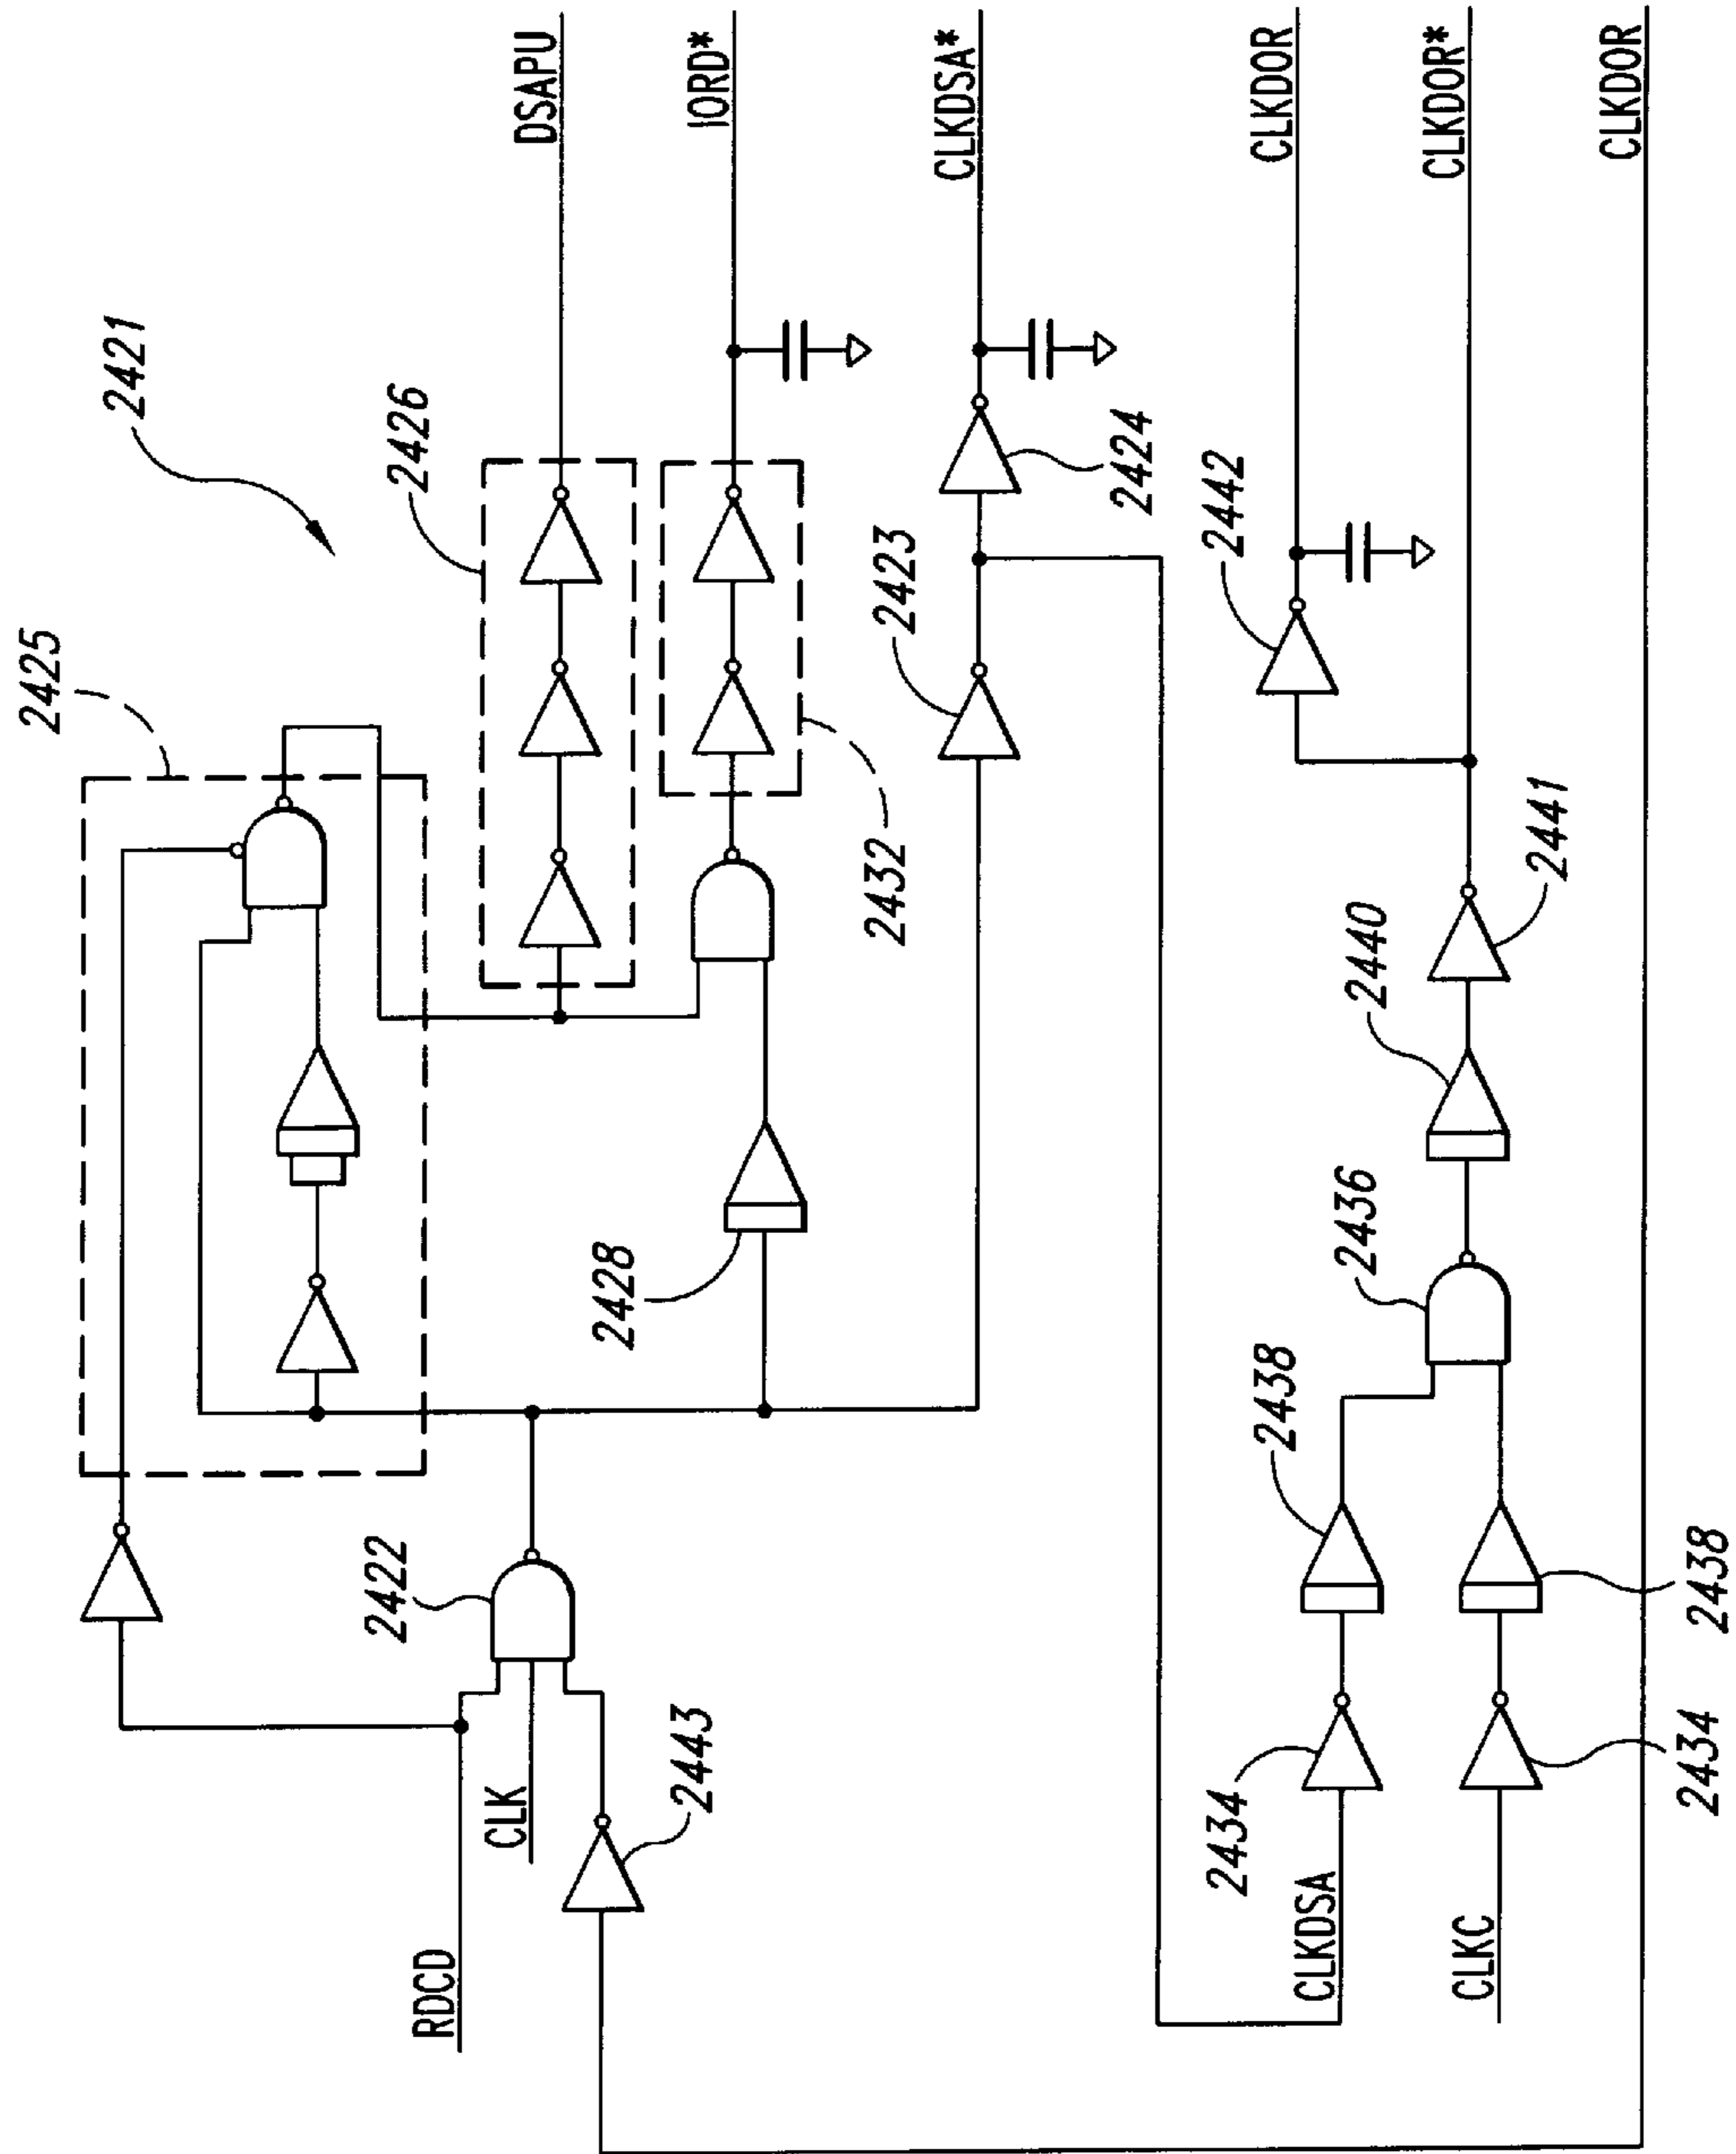 2421
2425
2426
DSAPU
IORD*
2432
2422
RDCD
CLK
2443
2428
2423
2424
CLKDSA*
2442
CLKDOR
CLKDOR*
CLKDOR
2441
2440
2436
2438
2438
2434
2434
CLKDSA
CLKC